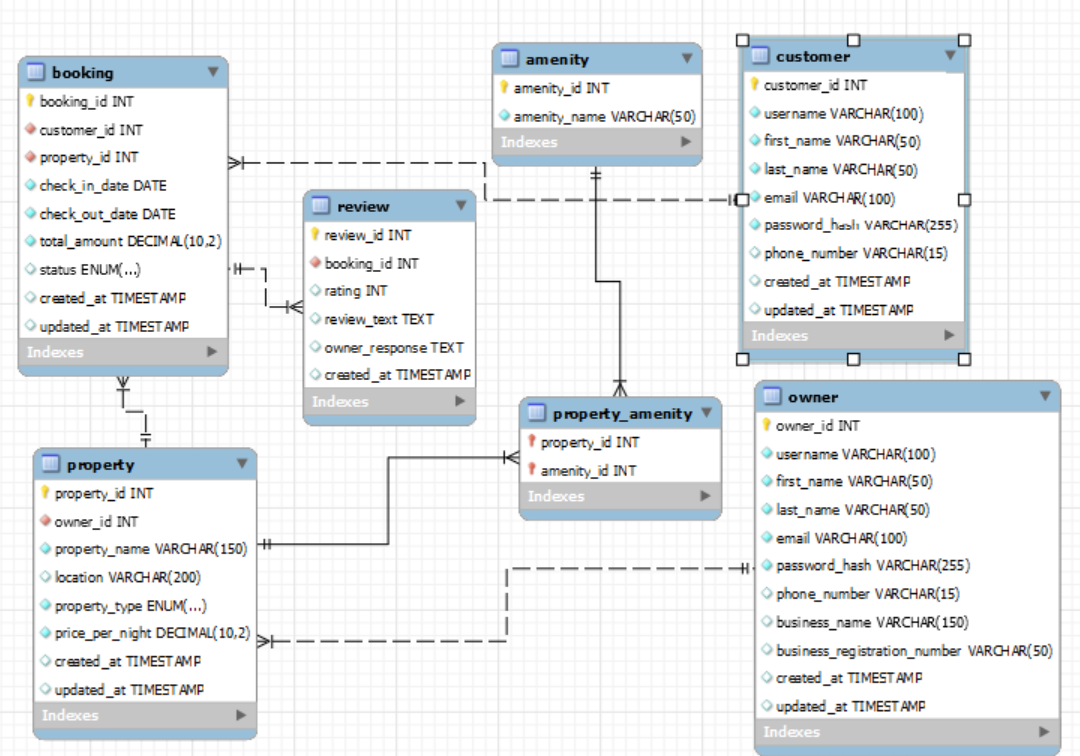 booking
booking_id INT
customer_id INT
property_id INT
check_in_date DATE
check_out_date DATE
total_amount DECIMAL(10,2)
status ENUM(...)
created_at TIMESTAMP
updated_at TIMESTAMP
Indexes
amenity
amenity_id INT
amenity_name VARCHAR(50)
Indexes
customer
customer_id INT
username VARCHAR(100)
first_name VARCHAR(50)
last_name VARCHAR(50)
email VARCHAR(100)
password_hash VARCHAR(255)
phone_number VARCHAR(15)
created_at TIMESTAMP
updated_at TIMESTAMP
Indexes
review
review_id INT
booking_id INT
rating INT
review_text TEXT
owner_response TEXT
created_at TIMESTAMP
Indexes
property_amenity
property_id INT
amenity_id INT
Indexes
owner
owner_id INT
username VARCHAR(100)
first_name VARCHAR(50)
last_name VARCHAR(50)
email VARCHAR(100)
password_hash VARCHAR(255)
phone_number VARCHAR(15)
business_name VARCHAR(150)
business_registration_number VARCHAR(50)
created_at TIMESTAMP
updated_at TIMESTAMP
Indexes
property
property_id INT
owner_id INT
property_name VARCHAR(150)
location VARCHAR(200)
property_type ENUM(...)
price_per_night DECIMAL(10,2)
created_at TIMESTAMP
updated_at TIMESTAMP
Indexes